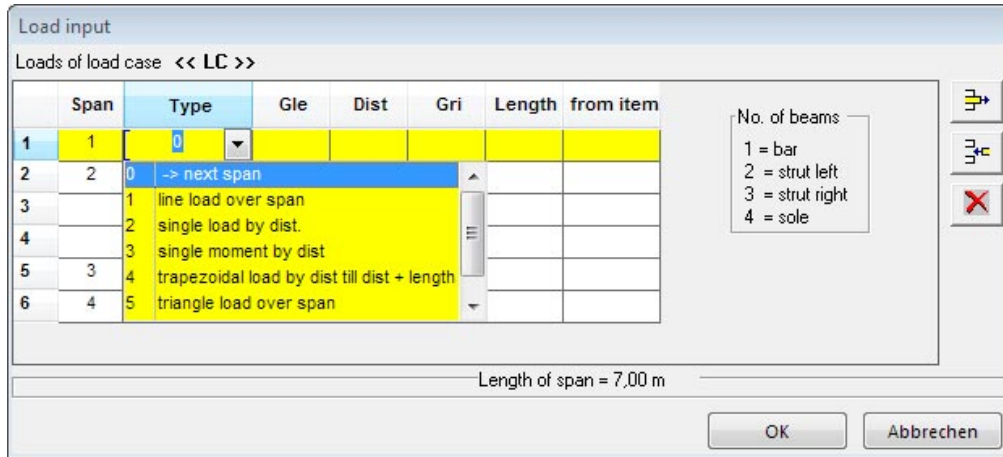 Load input
Loads of load case << LC >>
Span Type Gle Dist Gri Length from item
1 1 0
2 2
3
4
5 3
6 4
0 -> next span
1 line load over span
2 single load by dist.
3 single moment by dist
4 trapezoidal load by dist till dist + length
5 triangle load over span
No. of beams
1 = bar
2 = strut left
3 = strut right
4 = sole
Length of span = 7,00 m
OK Abbrechen